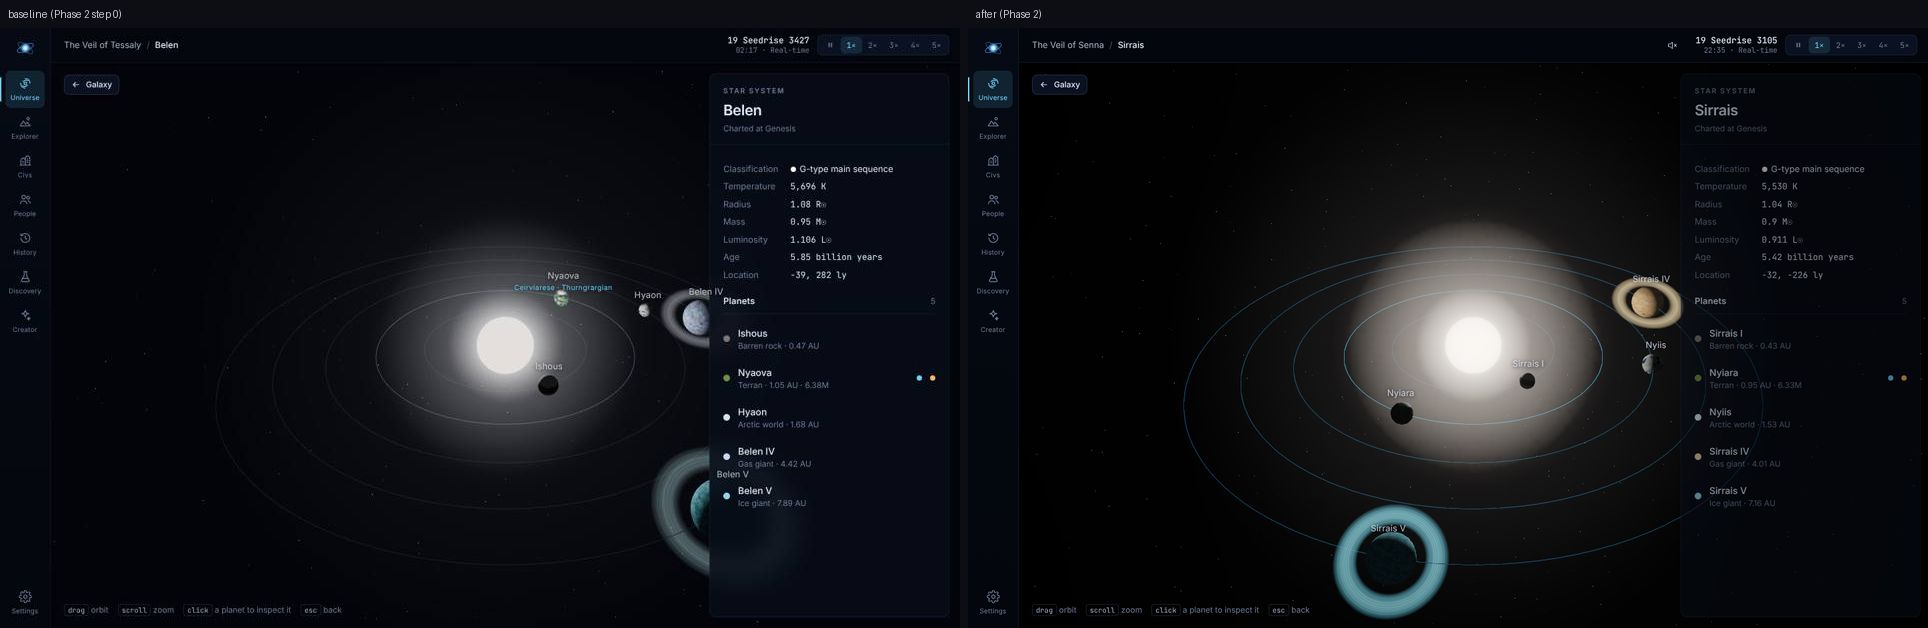 baseline (Phase 2 step 0)
The Veil of Tessaly / Belen
19 Seedrise 3427
02:17 · Real-time
1× 2× 3× 4× 5×
Universe
Explorer
Civs
People
History
Discovery
Creator
Settings
← Galaxy
Nyaova
Ceirviarese · Thurngrargian
Hyaon
Belen IV
Ishous
Belen V
STAR SYSTEM
Belen
Charted at Genesis
Classification G-type main sequence
Temperature 5,696 K
Radius 1.08 R☉
Mass 0.95 M☉
Luminosity 1.106 L☉
Age 5.85 billion years
Location -39, 282 ly
Planets 5
Ishous
Barren rock · 0.47 AU
Nyaova
Terran · 1.05 AU · 6.38M
Hyaon
Arctic world · 1.68 AU
Belen IV
Gas giant · 4.42 AU
Belen V
Ice giant · 7.89 AU
drag orbit scroll zoom click a planet to inspect it esc back
after (Phase 2)
The Veil of Senna / Sirrais
19 Seedrise 3105
22:35 · Real-time
1× 2× 3× 4× 5×
Universe
Explorer
Civs
People
History
Discovery
Creator
Settings
← Galaxy
Sirrais IV
Nyiis
Sirrais I
Nyiara
Sirrais V
STAR SYSTEM
Sirrais
Charted at Genesis
Classification G-type main sequence
Temperature 5,530 K
Radius 1.04 R☉
Mass 0.9 M☉
Luminosity 0.911 L☉
Age 5.42 billion years
Location -32, -226 ly
Planets 5
Sirrais I
Barren rock · 0.43 AU
Nyiara
Terran · 0.95 AU · 6.33M
Nyiis
Arctic world · 1.53 AU
Sirrais IV
Gas giant · 4.01 AU
Sirrais V
Ice giant · 7.16 AU
drag orbit scroll zoom click a planet to inspect it esc back